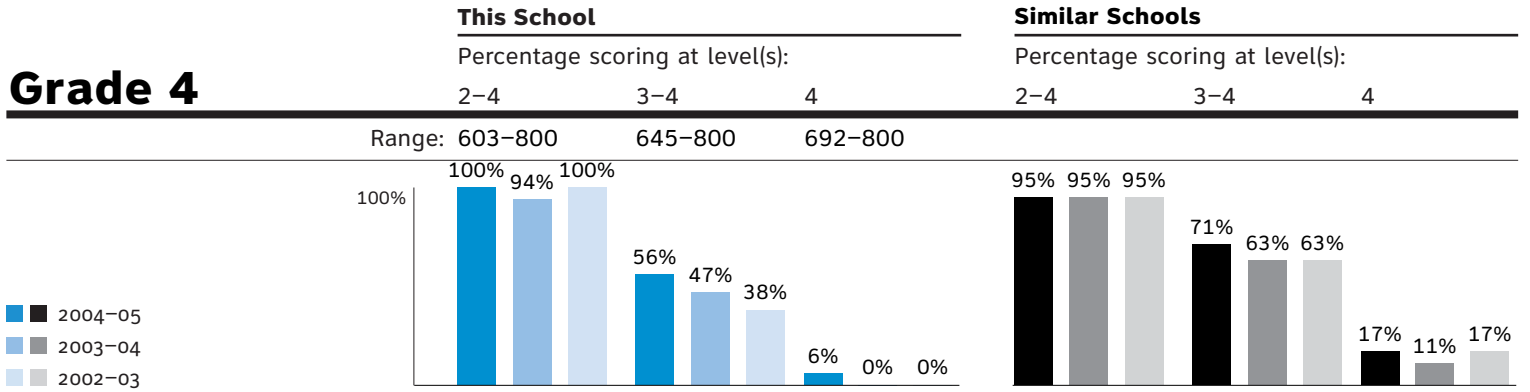 This School Similar Schools
Percentage scoring at level(s): Percentage scoring at level(s):
Grade 4 2–4 3–4 4 2–4 3–4 4
Range: 603–800 645–800 692–800
100% 94% 100% 95% 95% 95%
100%
71% 63% 63%
56% 47% 38%
2004–05
17% 11% 17%
2003–04
6% 0% 0%
2002–03